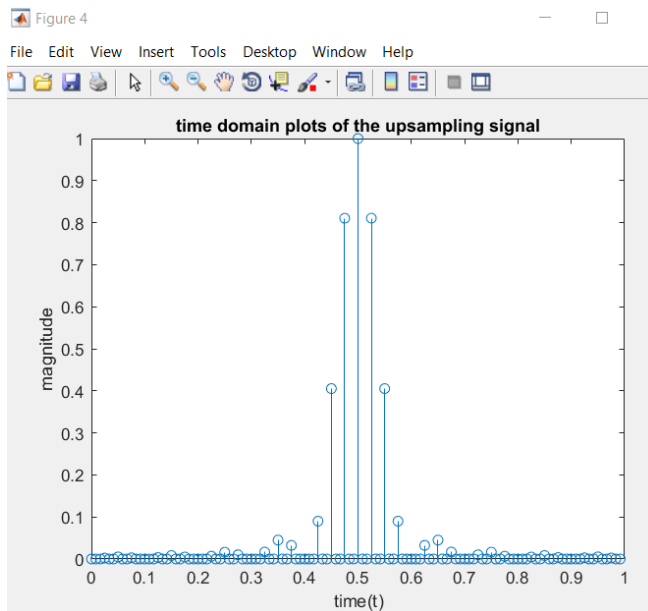 Figure 4
File Edit View Insert Tools Desktop Window Help
time domain plots of the upsampling signal
1
0.9
0.8
0.7
0.6
0.5
0.4
0.3
0.2
0.1
0
magnitude
0 0.1 0.2 0.3 0.4 0.5 0.6 0.7 0.8 0.9 1
time(t)